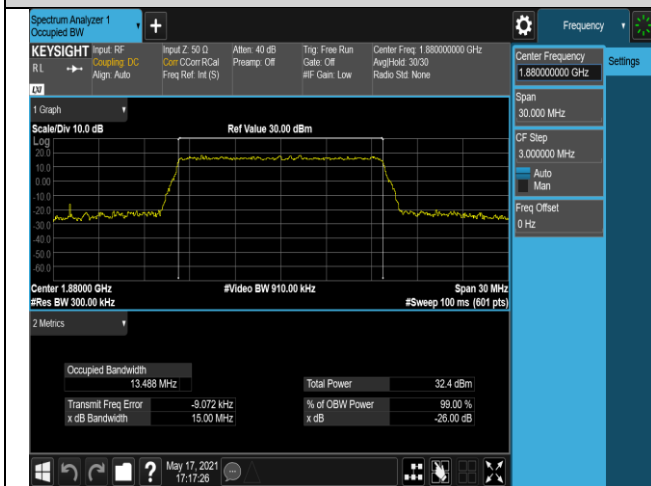 Spectrum Analyzer 1
Occupied BW
Frequency
KEYSIGHT Input: RF Input Z: 50 Ω Atten: 40 dB Trig: Free Run Center Freq: 1.880000000 GHz
RL Coupling: DC Corr CCorr RCal Preamp: Off Gate: Off Avg|Hold: 30/30
Align: Auto Freq Ref: Int (S) #IF Gain: Low Radio Std: None
LXI
Center Frequency
1.880000000 GHz
Settings
Span
30.000 MHz
CF Step
3.000000 MHz
Auto
Man
Freq Offset
0 Hz
1 Graph
Scale/Div 10.0 dB Ref Value 30.00 dBm
Log
20.0
10.0
0.00
-10.0
-20.0
-30.0
-40.0
-50.0
-60.0
Center 1.88000 GHz #Video BW 910.00 kHz Span 30 MHz
#Res BW 300.00 kHz #Sweep 100 ms (601 pts)
2 Metrics
Occupied Bandwidth
13.488 MHz Total Power 32.4 dBm
Transmit Freq Error -9.072 kHz % of OBW Power 99.00 %
x dB Bandwidth 15.00 MHz x dB -26.00 dB
? May 17, 2021
17:17:26